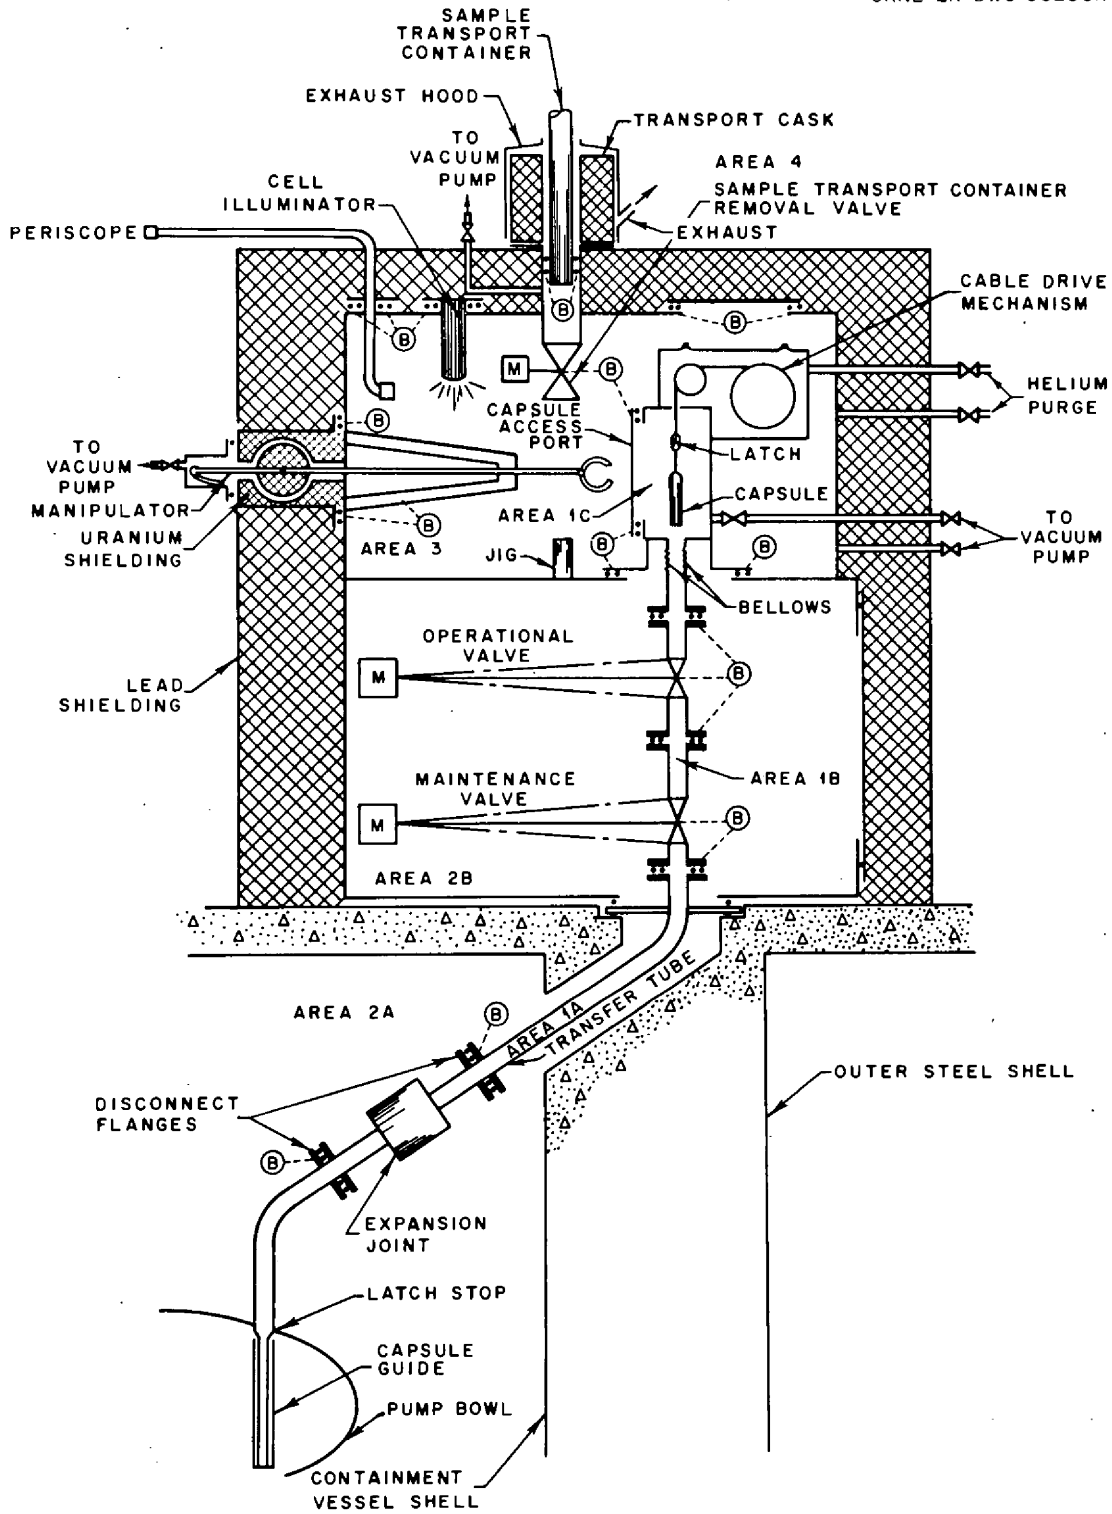 SAMPLE
TRANSPORT
CONTAINER
EXHAUST HOOD
TRANSPORT CASK
TO
VACUUM
PUMP
AREA 4
CELL
ILLUMINATOR
SAMPLE TRANSPORT CONTAINER
REMOVAL VALVE
PERISCOPE
EXHAUST
CABLE DRIVE
MECHANISM
B
B
B
M
B
HELIUM
PURGE
CAPSULE
ACCESS
PORT
B
LATCH
TO
VACUUM
PUMP
MANIPULATOR
URANIUM
SHIELDING
CAPSULE
AREA 1C
B
AREA 3
JIG
B
B
TO
VACUUM
PUMP
BELLOWS
OPERATIONAL
VALVE
M
B
LEAD
SHIELDING
MAINTENANCE
VALVE
AREA 1B
M
B
AREA 2B
AREA 2A
B
AREA 1A
TRANSFER TUBE
OUTER STEEL SHELL
DISCONNECT
FLANGES
B
EXPANSION
JOINT
LATCH STOP
CAPSULE
GUIDE
PUMP BOWL
CONTAINMENT
VESSEL SHELL